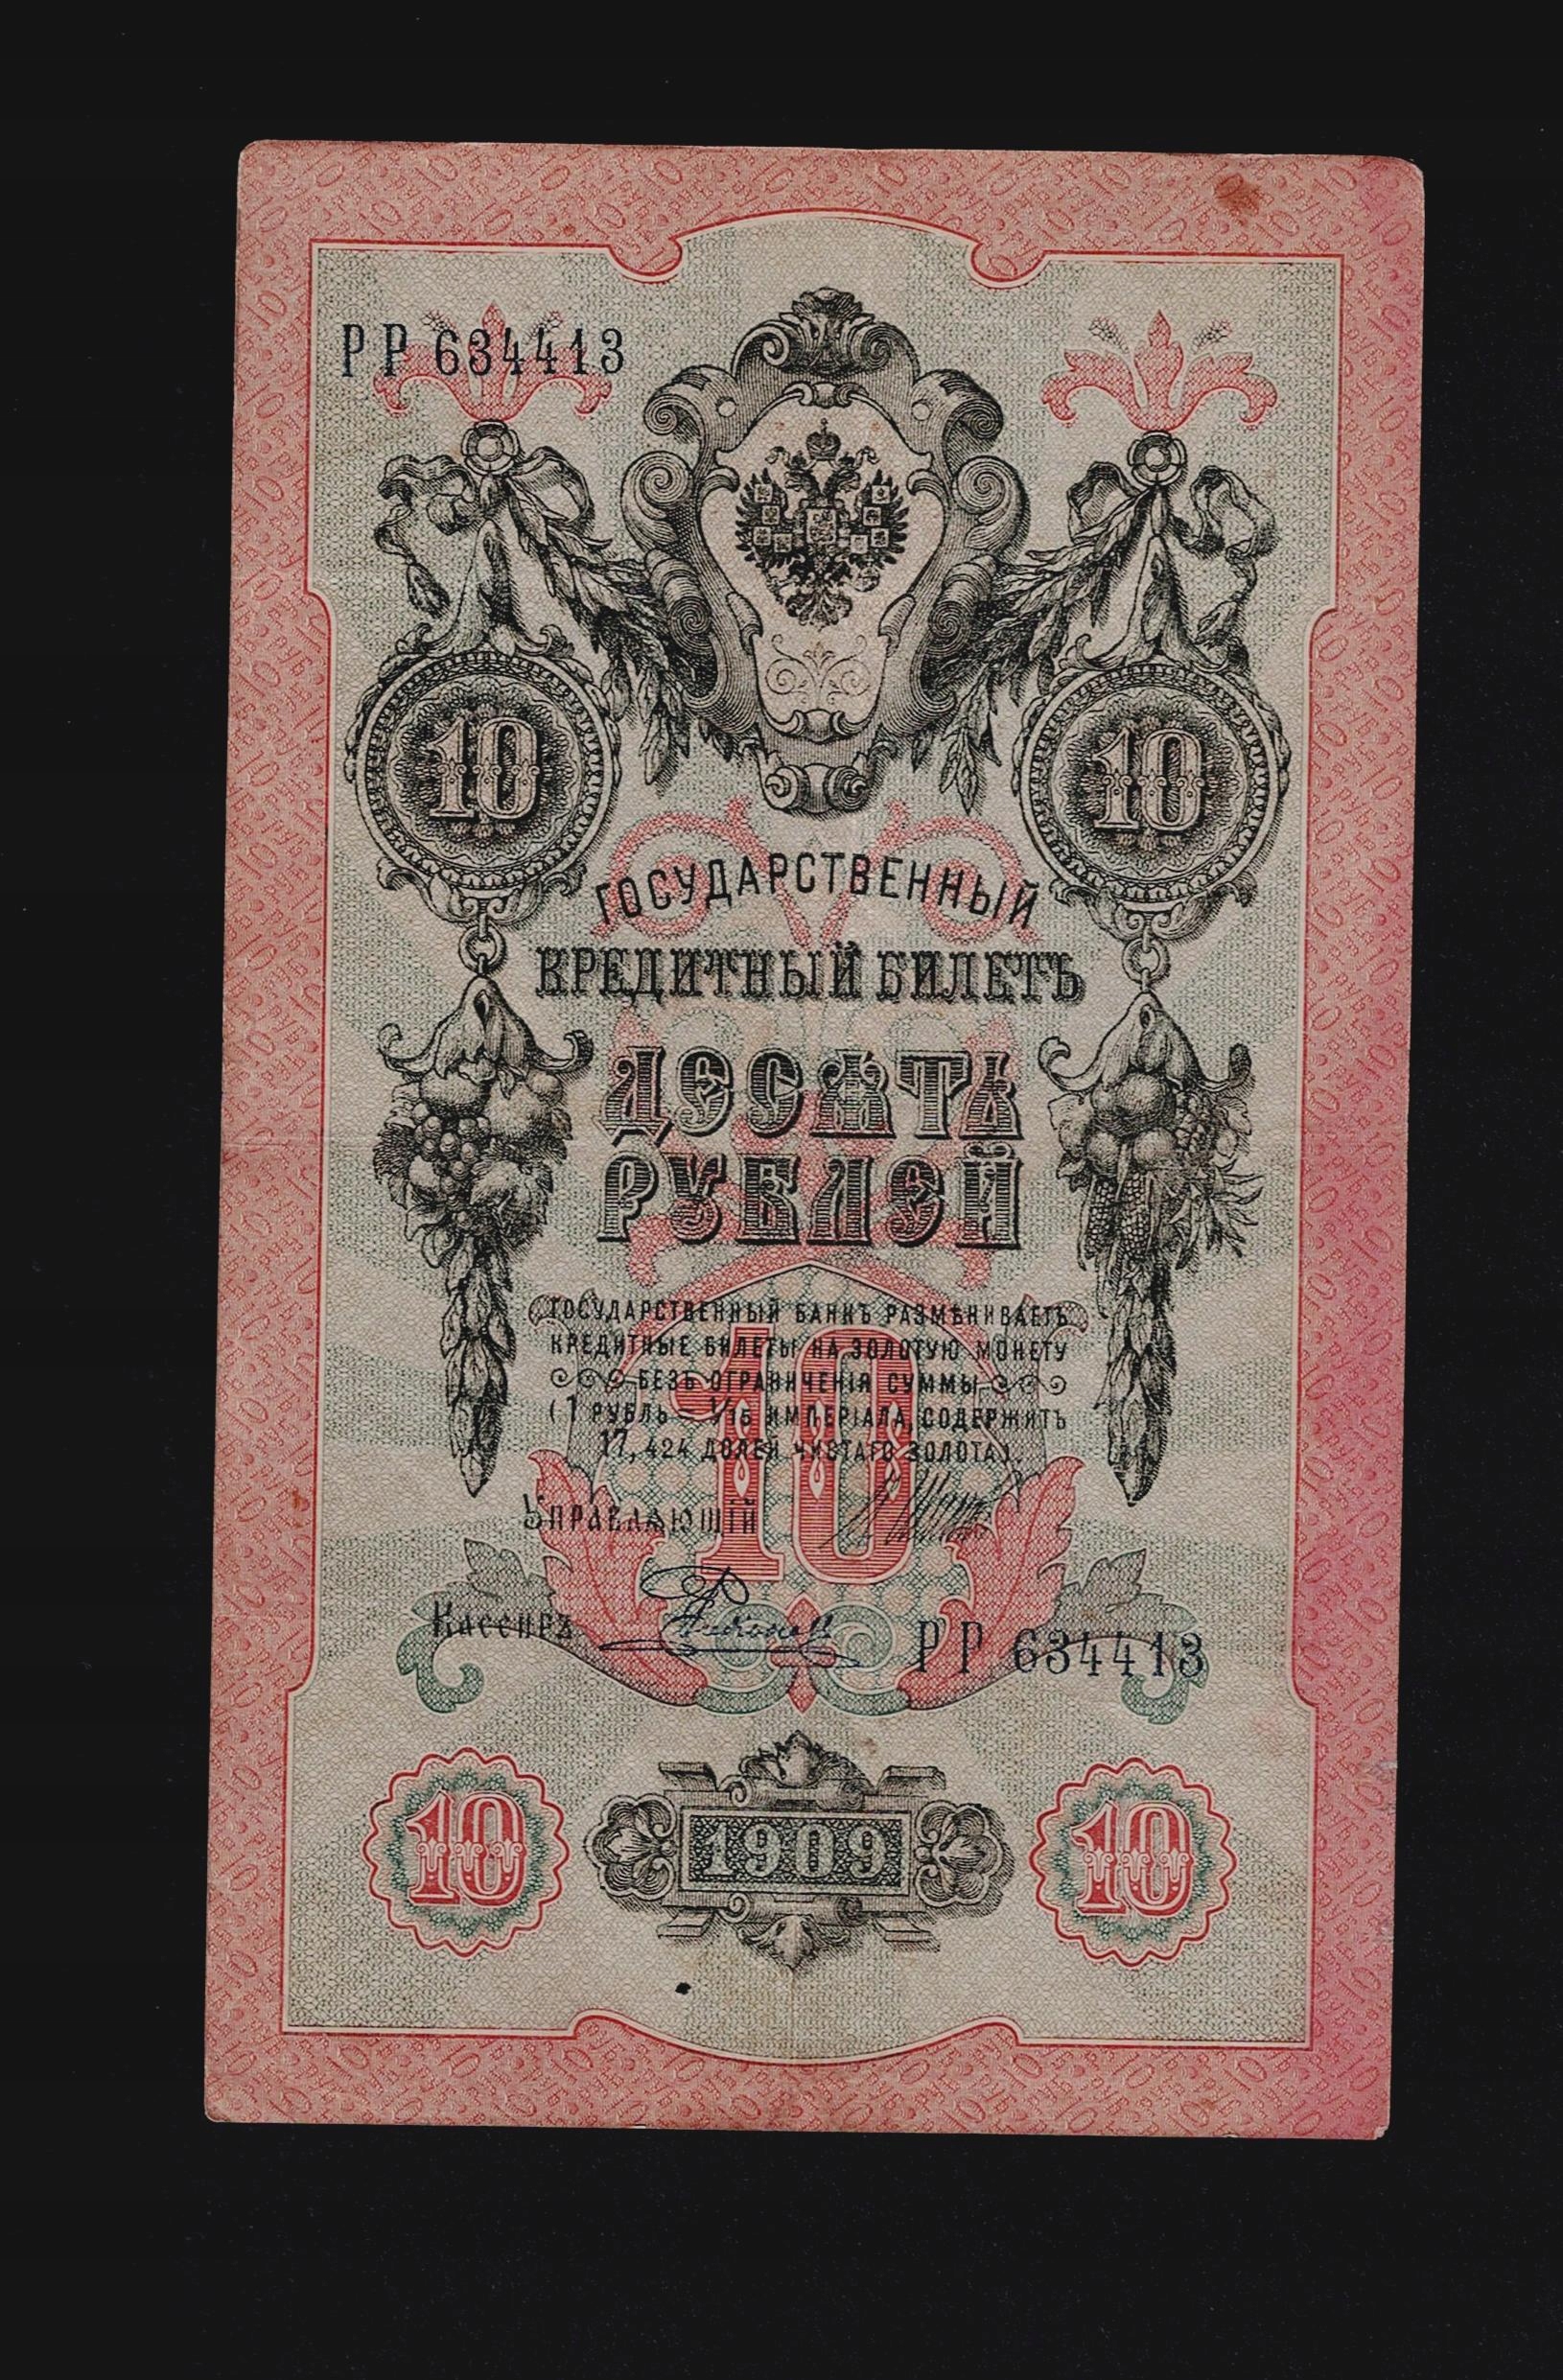 РР 634413
10 10
ГОСУДАРСТВЕННЫЙ
КРЕДИТНЫЙ БИЛЕТЪ
ДЕСЯТЬ
РУБЛЕЙ
ГОСУДАРСТВЕННЫЙ БАНКЪ РАЗМѢНИВАЕТЪ
КРЕДИТНЫЕ БИЛЕТЫ НА ЗОЛОТУЮ МОНЕТУ
БЕЗЪ ОГРАНИЧЕНІЯ СУММЫ
(1 РУБЛЬ = 1/15 ИМПЕРІАЛА, СОДЕРЖИТЪ
17,424 ДОЛЕЙ ЧИСТАГО ЗОЛОТА).
10
Управляющій
Кассиръ
РР 634413
10 1909 10